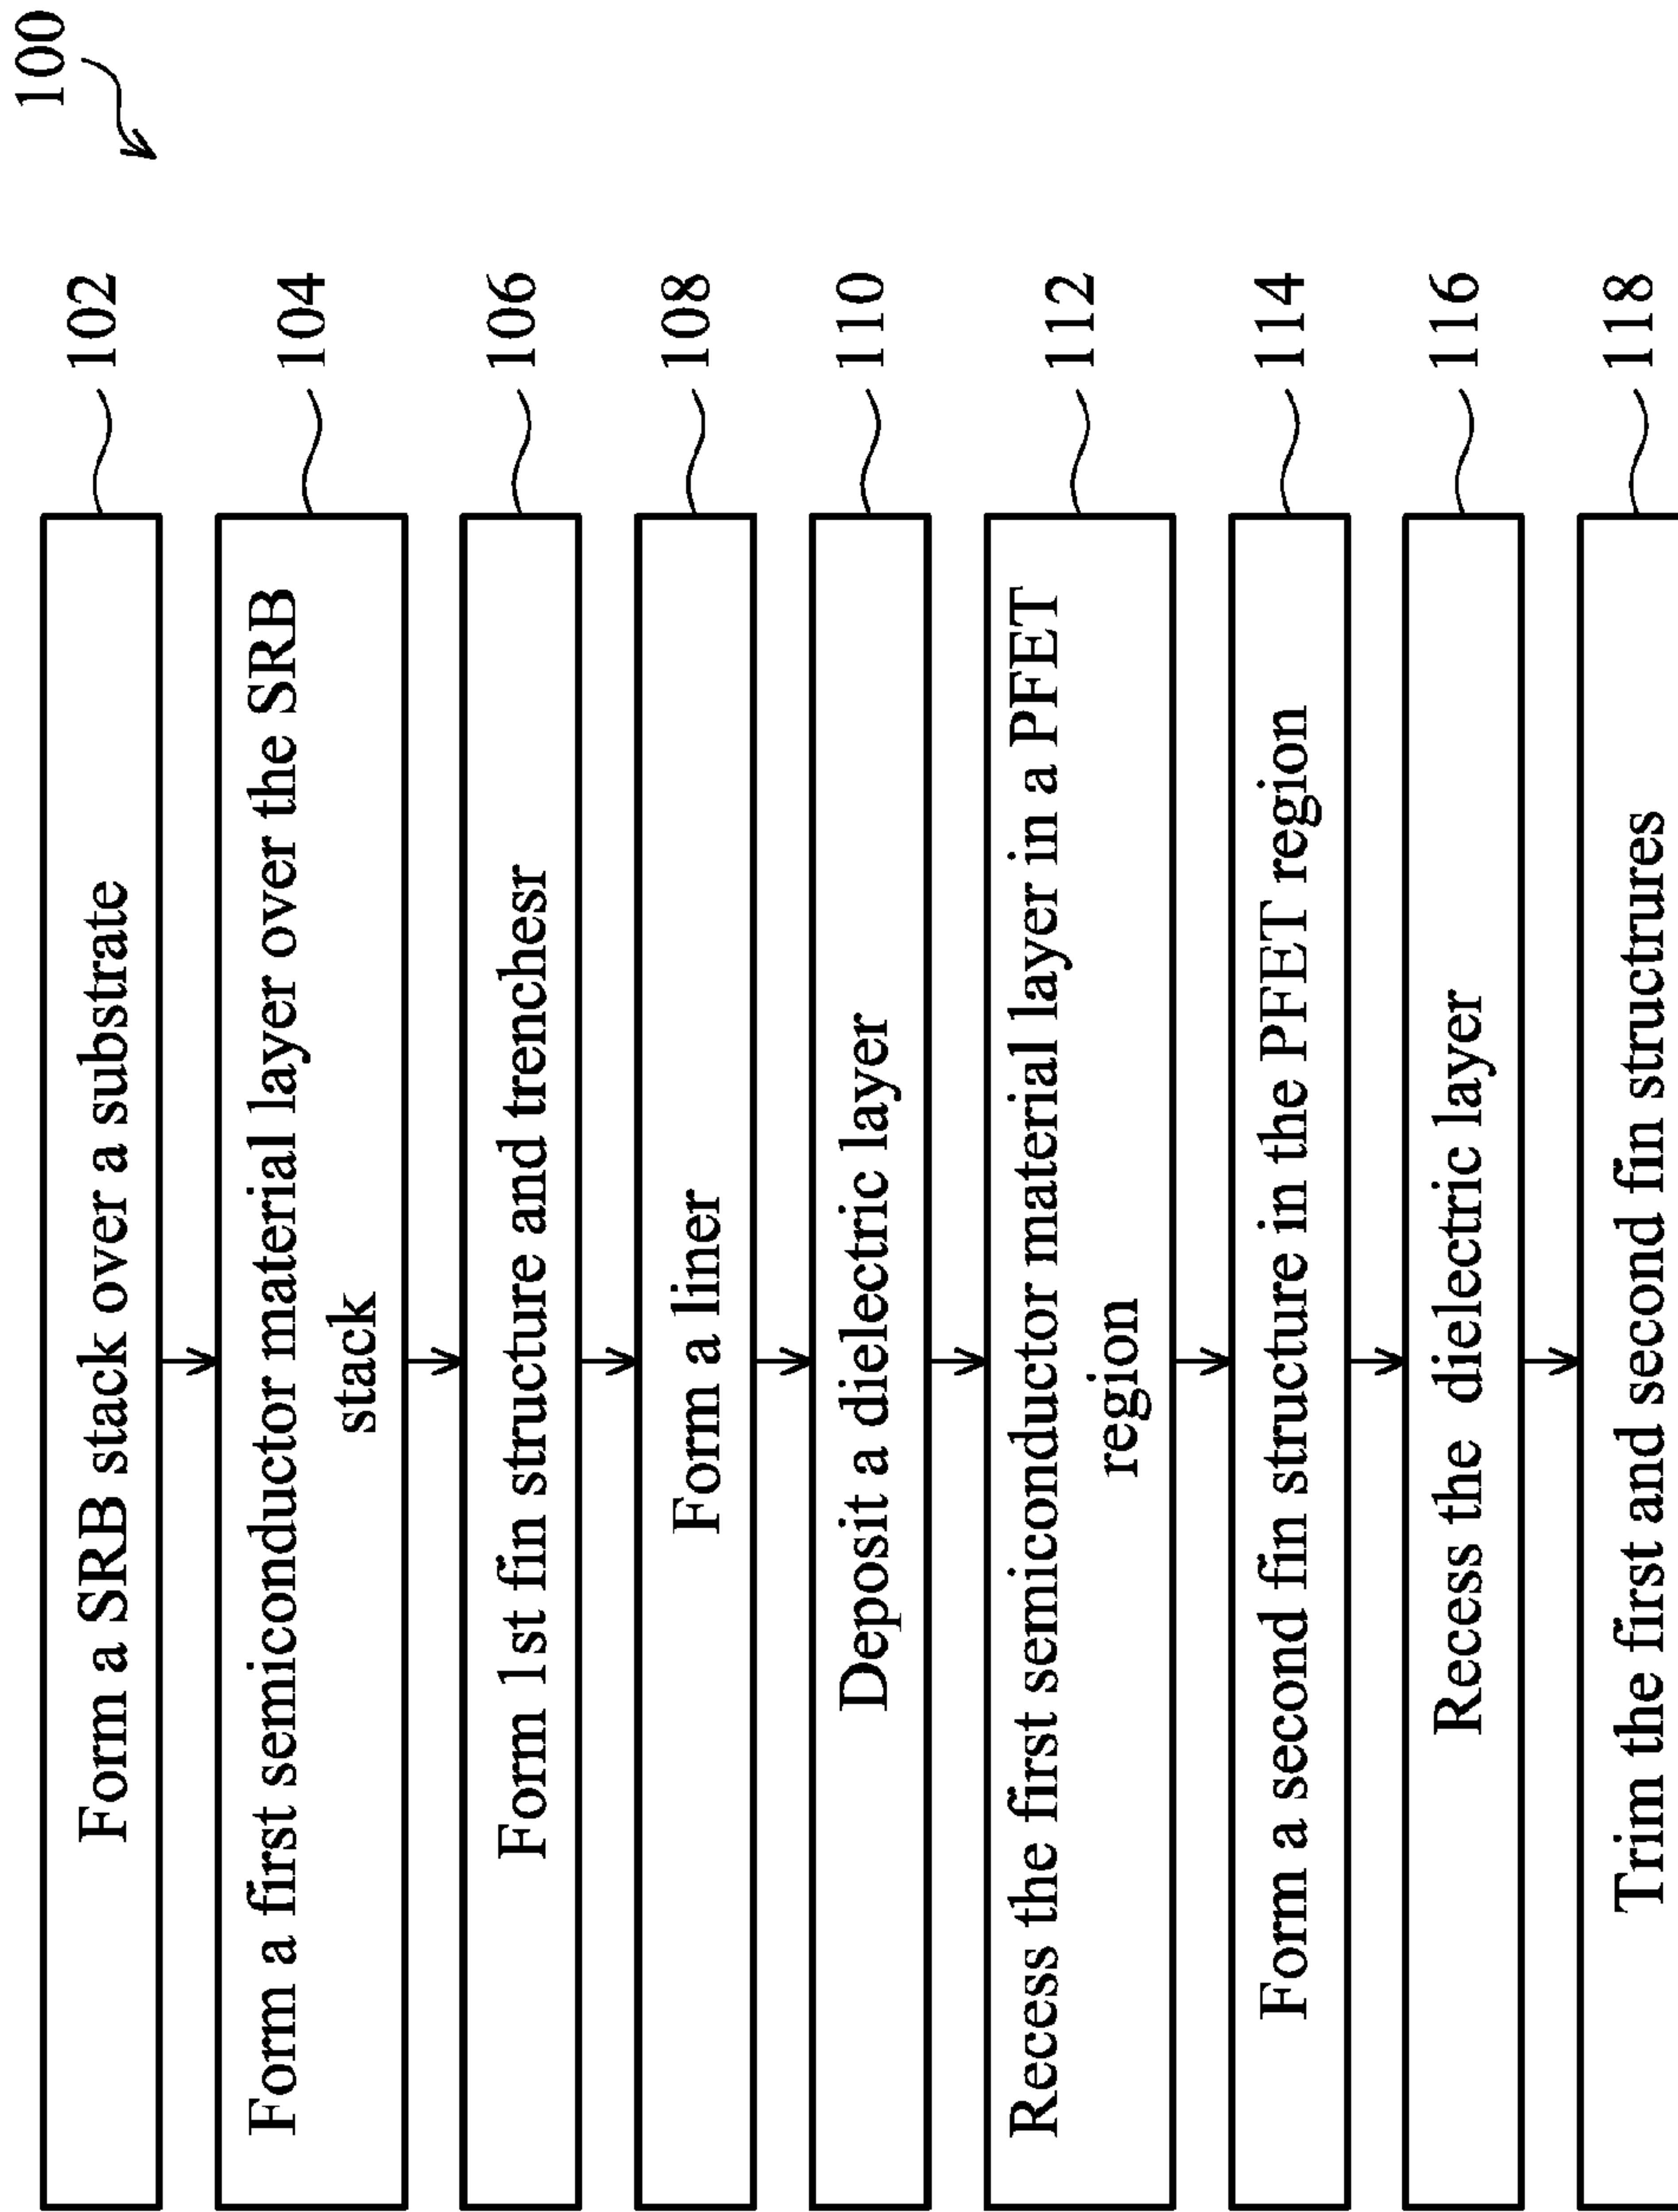 100
Form a SRB stack over a substrate
102
Form a first semiconductor material layer over the SRB
stack
104
Form 1st fin structure and trenchesr
106
Form a liner
108
Deposit a dielectric layer
110
Recess the first semiconductor material layer in a PFET
region
112
Form a second fin structure in the PFET region
114
Recess the dielectric layer
116
Trim the first and second fin structrures
118